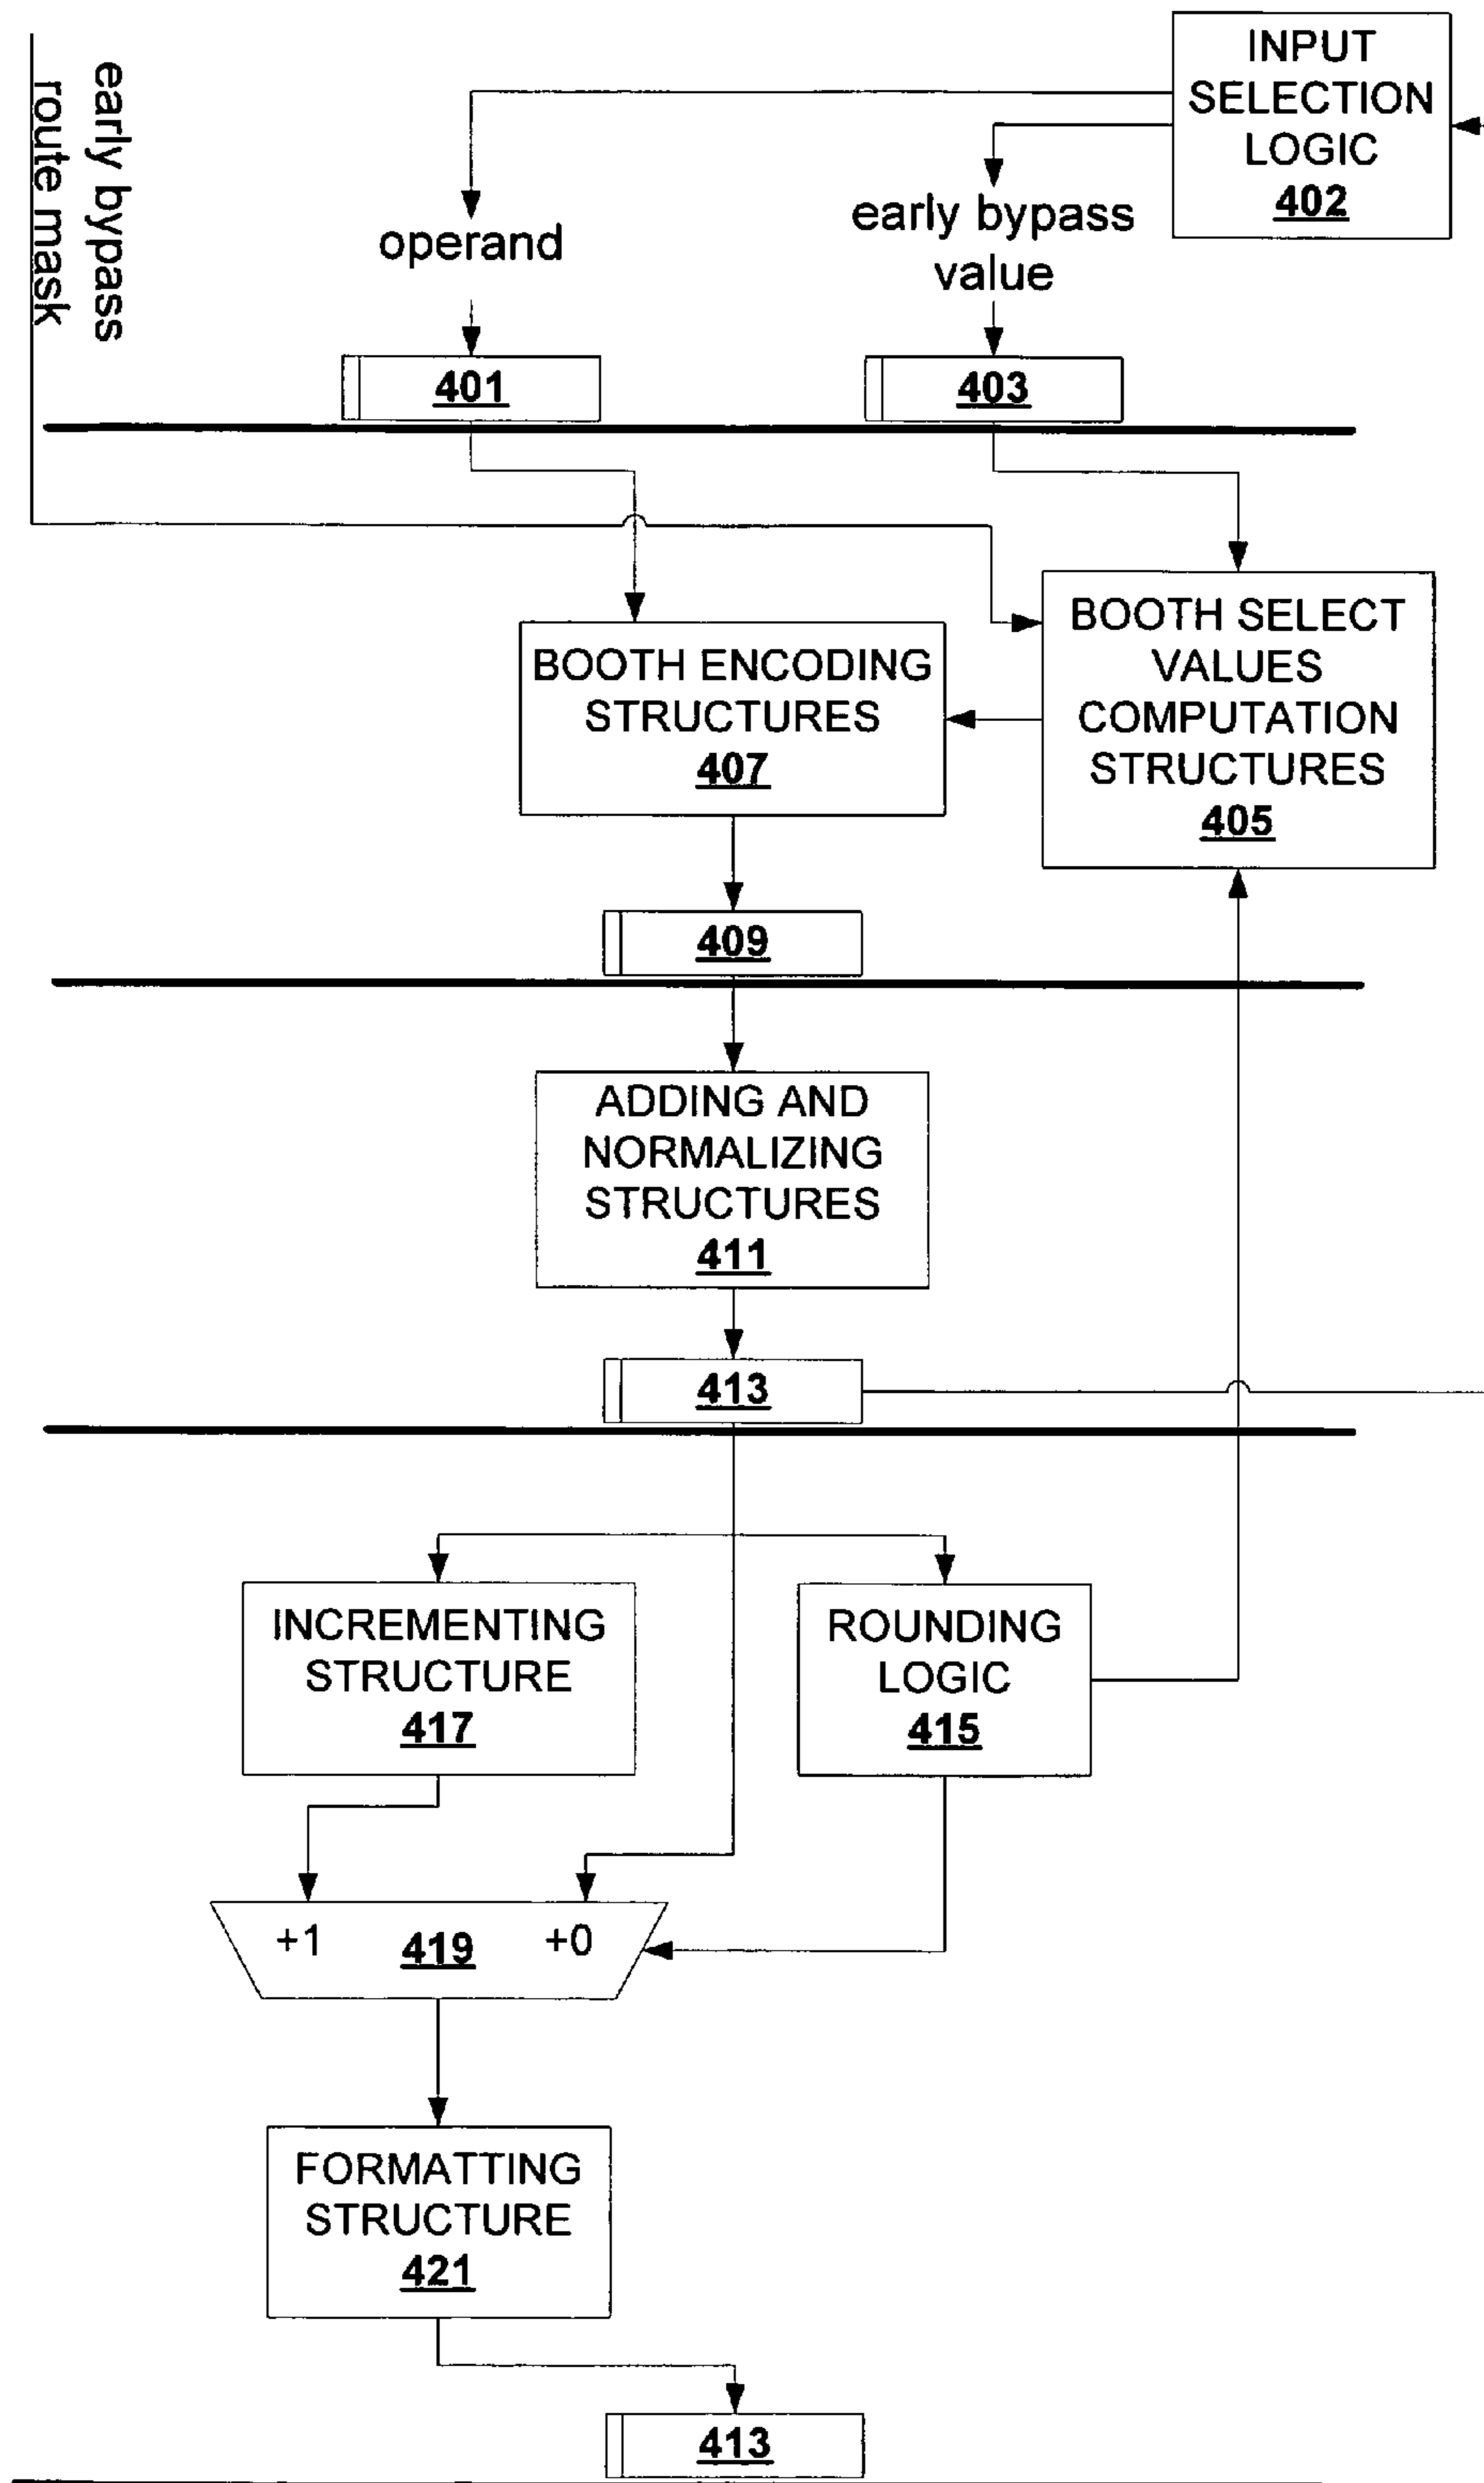 early bypass
route mask
INPUT
SELECTION
LOGIC
402
operand
early bypass
value
401
403
BOOTH ENCODING
STRUCTURES
407
BOOTH SELECT
VALUES
COMPUTATION
STRUCTURES
405
409
ADDING AND
NORMALIZING
STRUCTURES
411
413
INCREMENTING
STRUCTURE
417
ROUNDING
LOGIC
415
+1 419 +0
FORMATTING
STRUCTURE
421
413